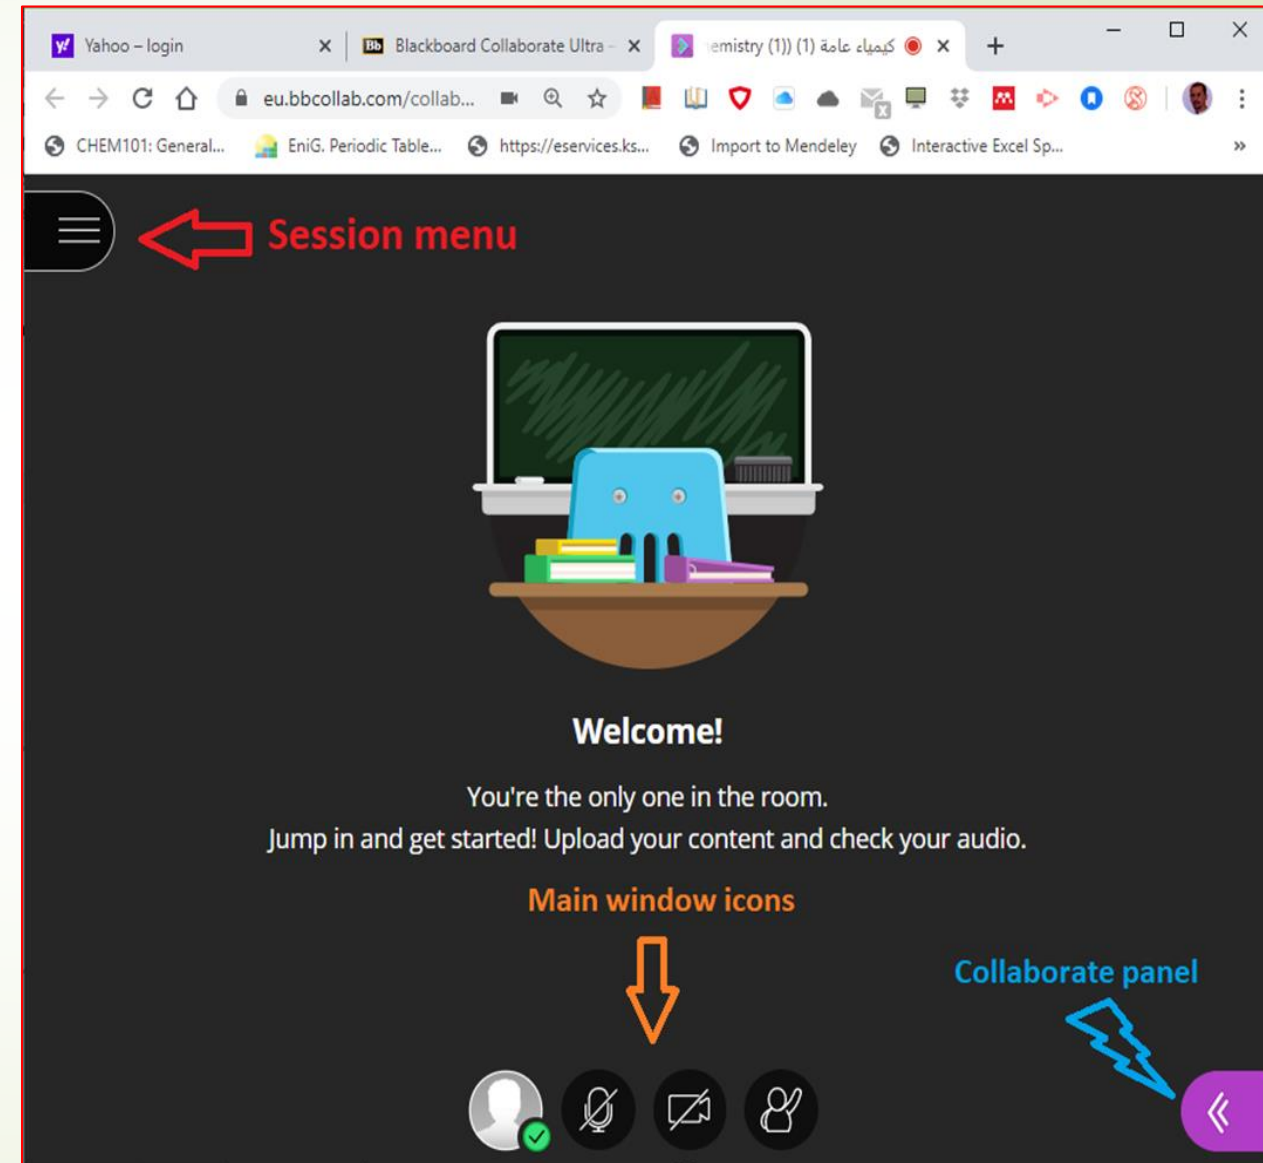 Yahoo – login
Blackboard Collaborate Ultra –
emistry (1)) (1) كيمياء عامة
eu.bbcollab.com/collab...
CHEM101: General...
EniG. Periodic Table...
https://eservices.ks...
Import to Mendeley
Interactive Excel Sp...
Session menu
Welcome!
You're the only one in the room.
Jump in and get started! Upload your content and check your audio.
Main window icons
Collaborate panel